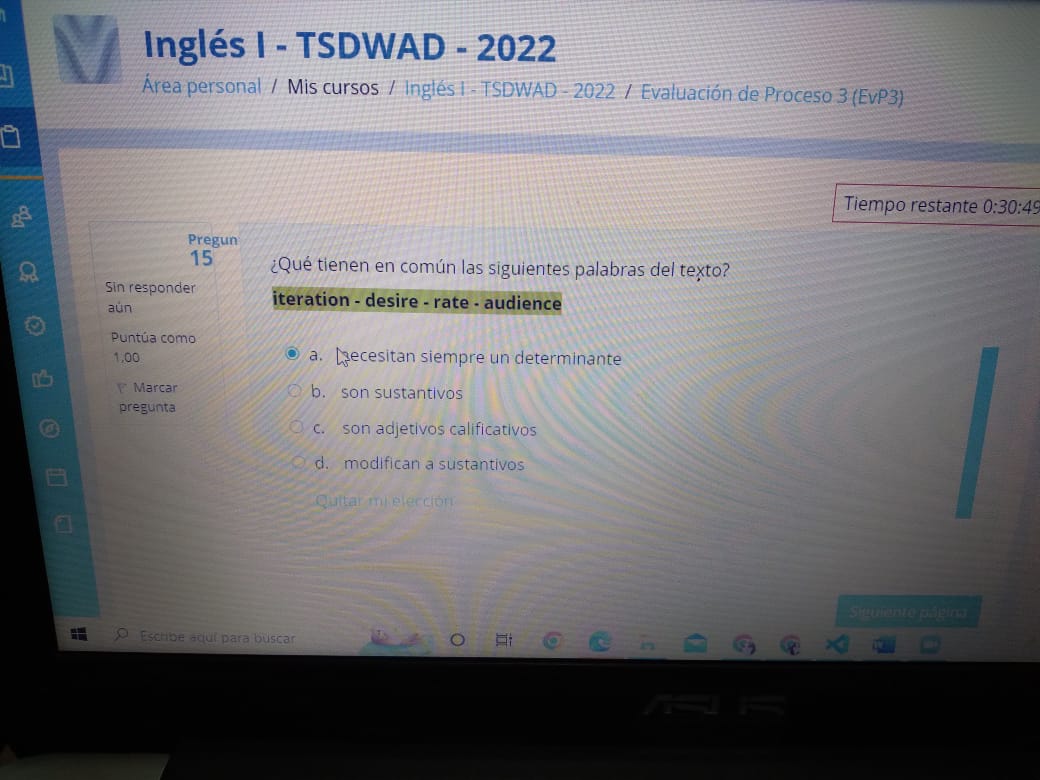 Inglés I - TSDWAD - 2022
Área personal / Mis cursos / Inglés I - TSDWAD - 2022 / Evaluación de Proceso 3 (EvP3)
Tiempo restante 0:30:49
Pregun
15
Sin responder
aún
Puntúa como
1,00
Marcar
pregunta
¿Qué tienen en común las siguientes palabras del texto?
iteration - desire - rate - audience
a. necesitan siempre un determinante
b. son sustantivos
c. son adjetivos calificativos
d. modifican a sustantivos
Quitar mi elección
Siguiente página
Escribe aquí para buscar
ASUS